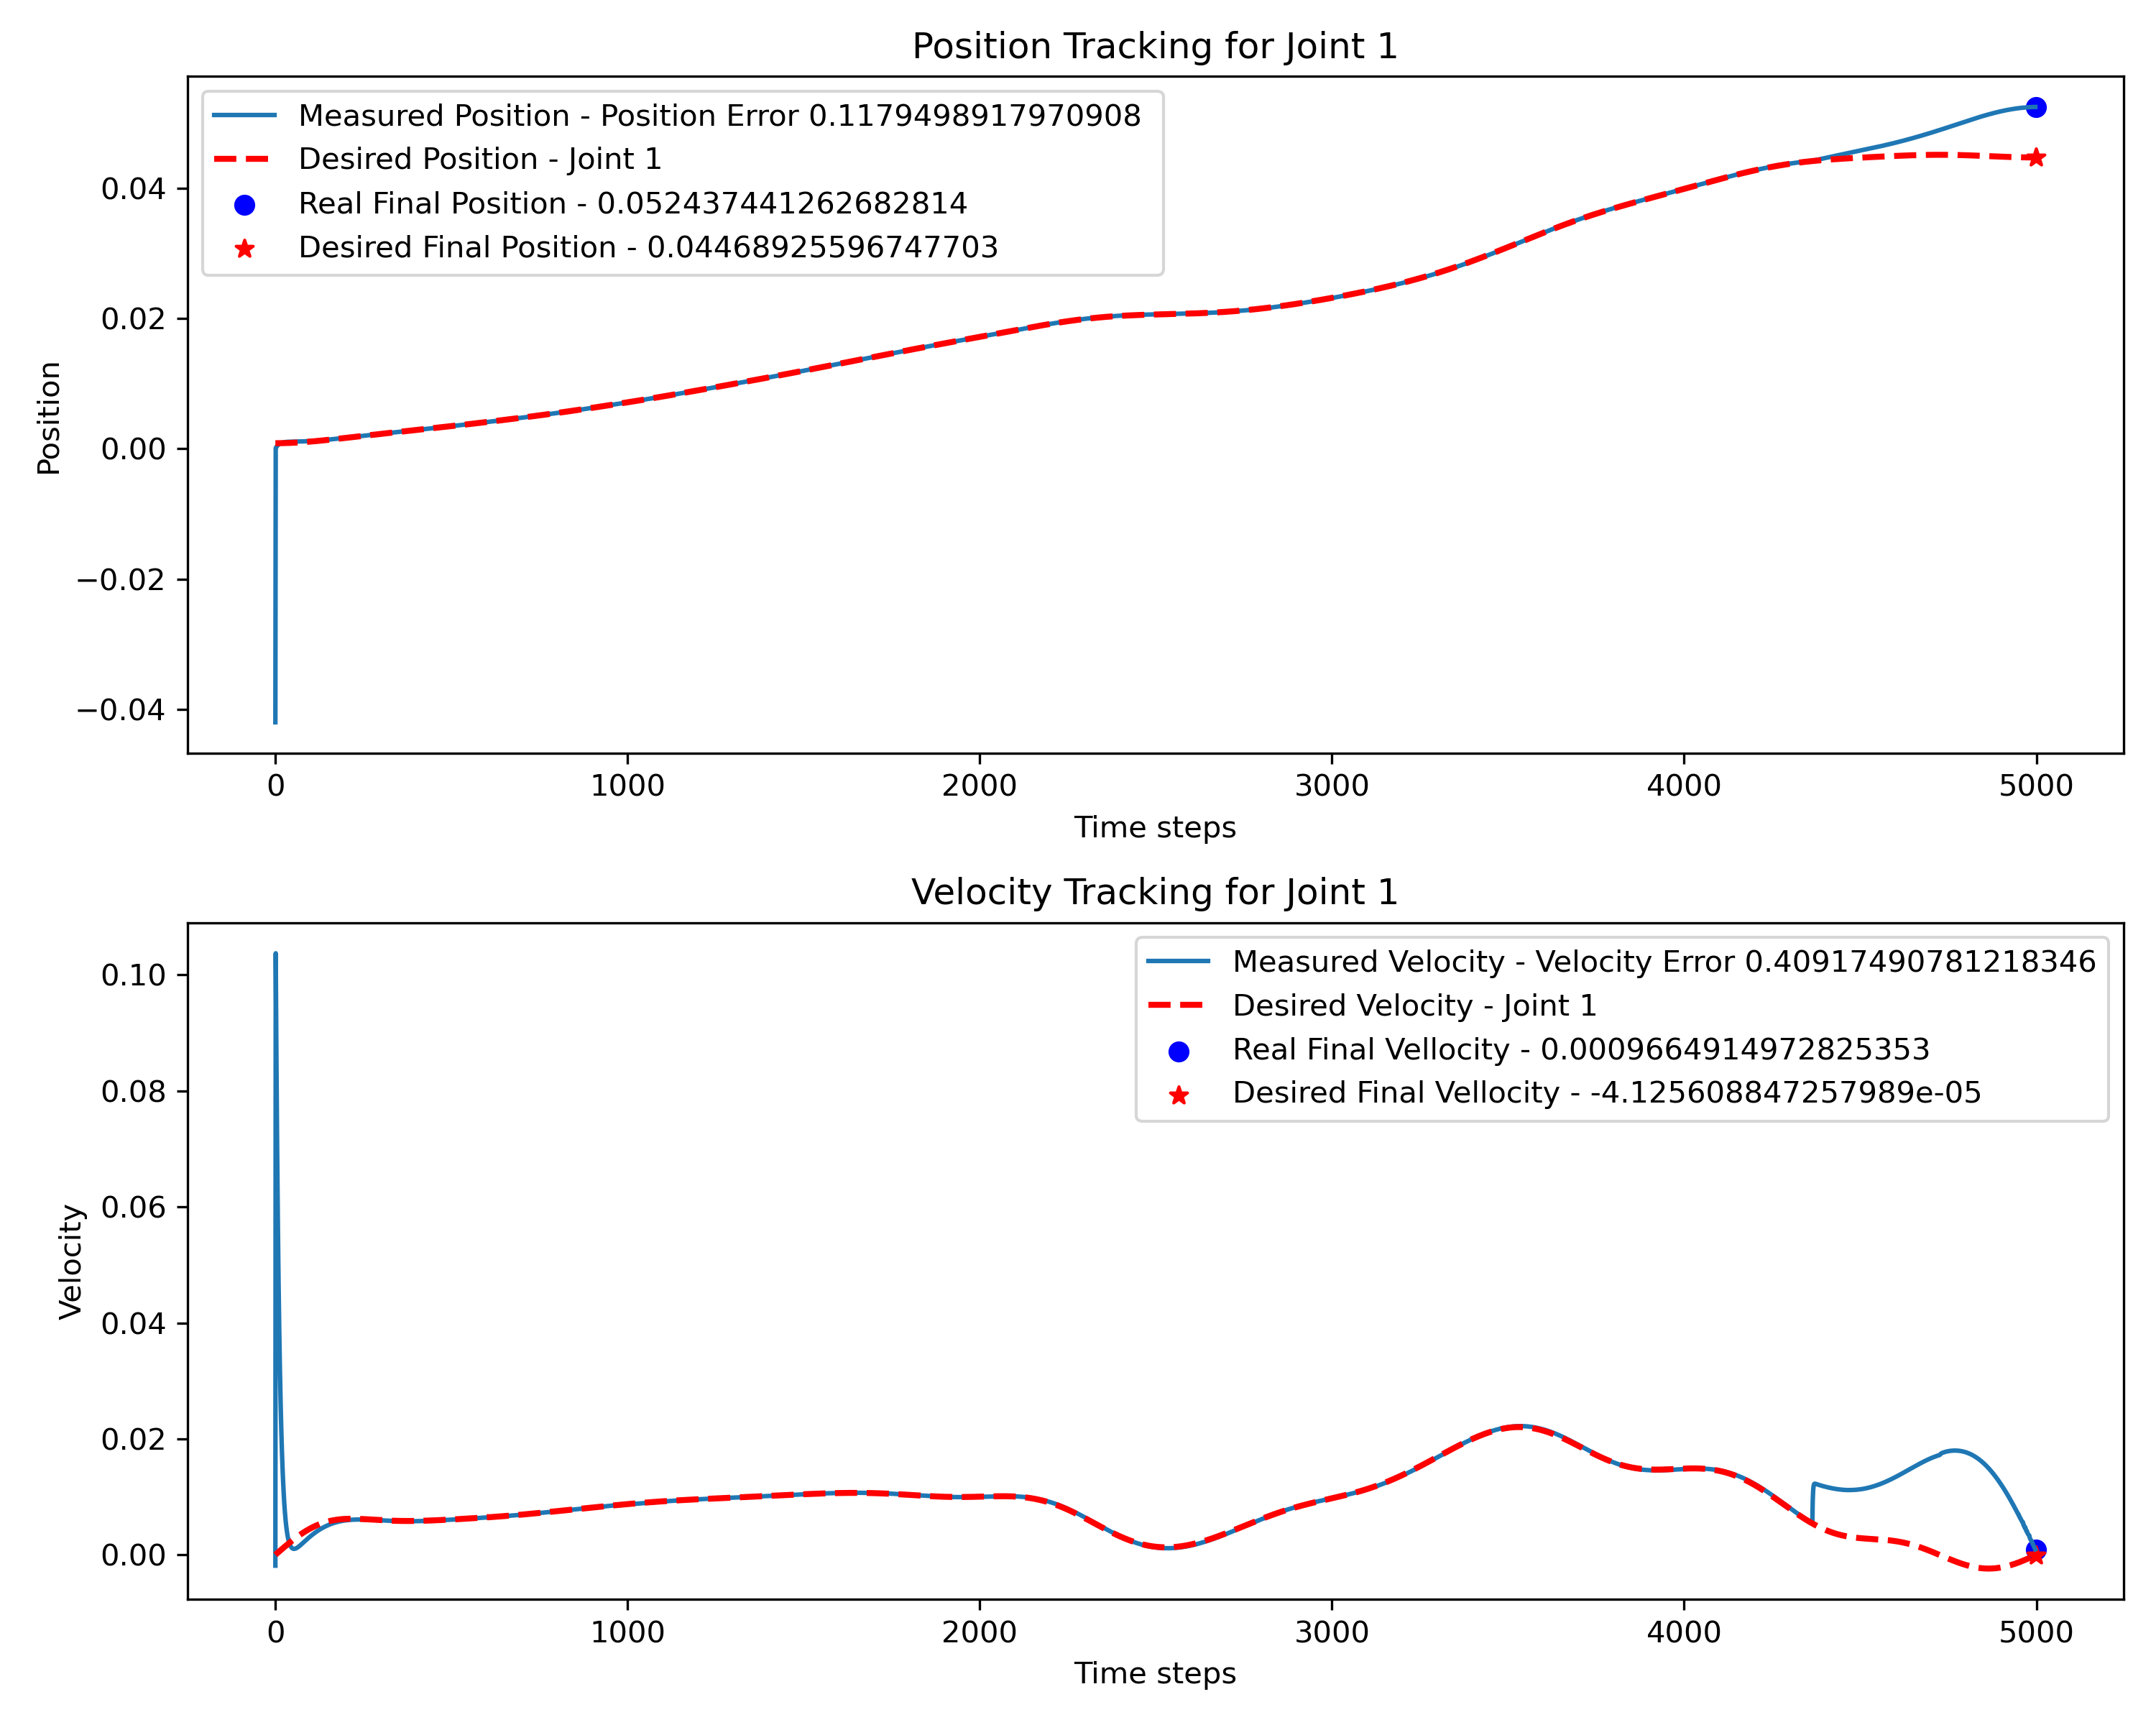 Position Tracking for Joint 1
Measured Position - Position Error 0.1179498917970908
Desired Position - Joint 1
Real Final Position - 0.052437441262682814
Desired Final Position - 0.04468925596747703
0.04
0.02
0.00
−0.02
−0.04
Position
0 1000 2000 3000 4000 5000
Time steps
Velocity Tracking for Joint 1
Measured Velocity - Velocity Error 0.40917490781218346
Desired Velocity - Joint 1
Real Final Vellocity - 0.0009664914972825353
Desired Final Vellocity - -4.125608847257989e-05
0.10
0.08
0.06
0.04
0.02
0.00
Velocity
0 1000 2000 3000 4000 5000
Time steps